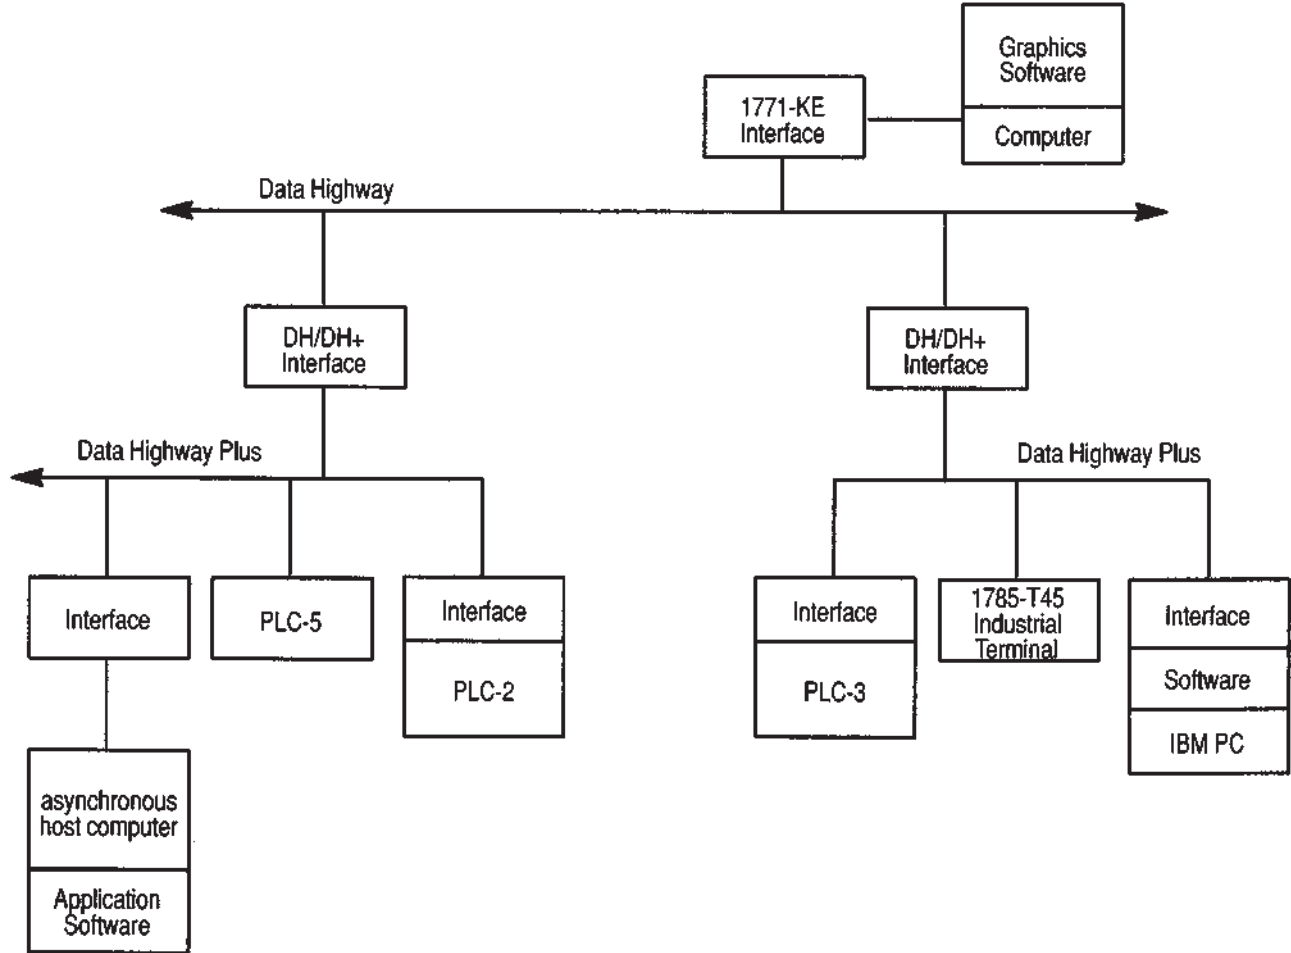 Graphics
Software
Computer
1771-KE
Interface
Data Highway
DH/DH+
Interface
DH/DH+
Interface
Data Highway Plus
Data Highway Plus
Interface
PLC-5
Interface
PLC-2
Interface
PLC-3
1785-T45
Industrial
Terminal
Interface
Software
IBM PC
asynchronous
host computer
Application
Software